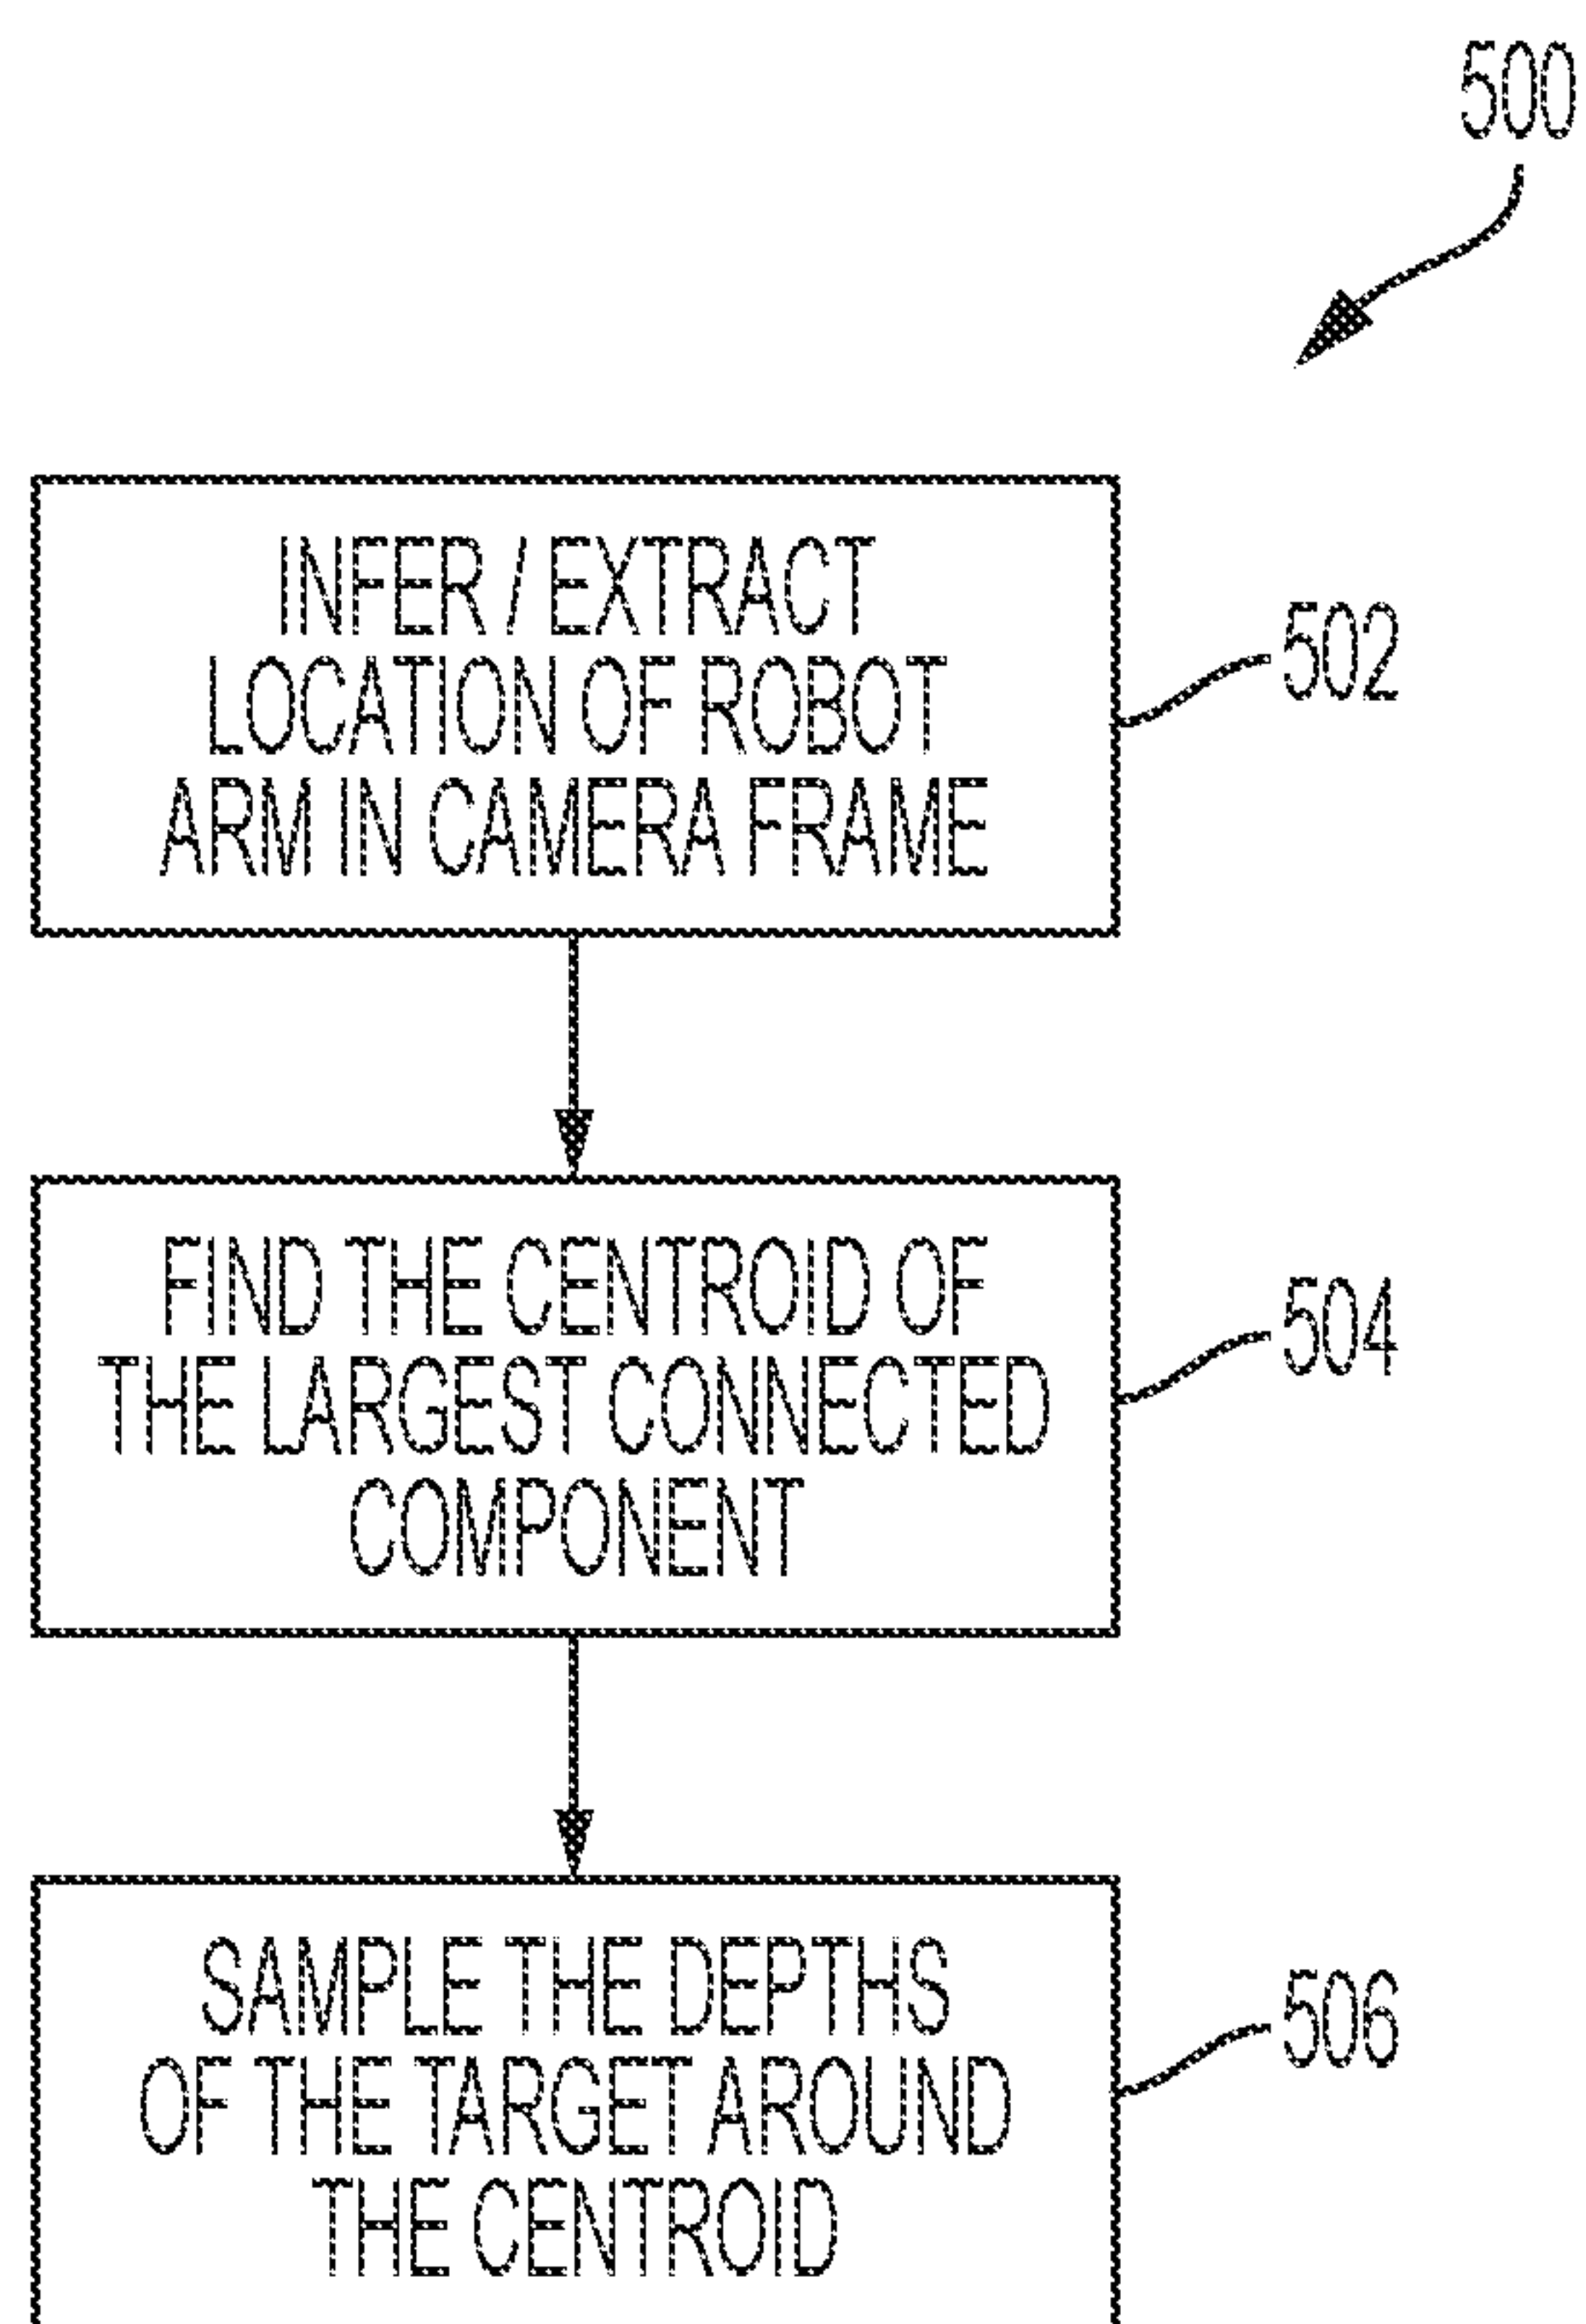 500
INFER / EXTRACT
LOCATION OF ROBOT
ARM IN CAMERA FRAME
502
FIND THE CENTROID OF
THE LARGEST CONNECTED
COMPONENT
504
SAMPLE THE DEPTHS
OF THE TARGET AROUND
THE CENTROID
506